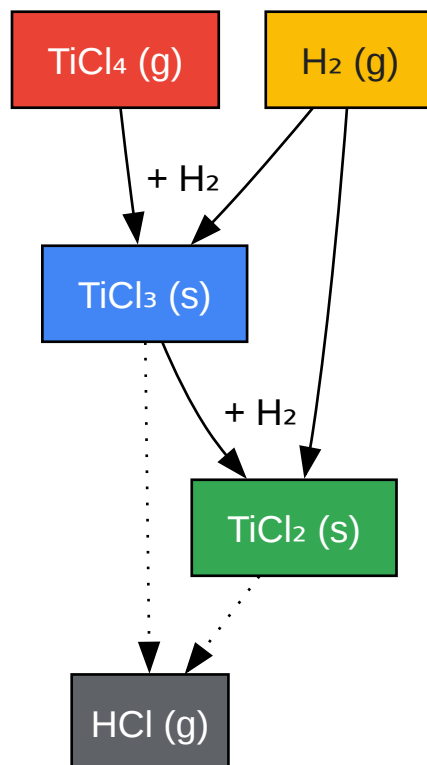 TiCl₄ (g)
H₂ (g)
+ H₂
TiCl₃ (s)
+ H₂
TiCl₂ (s)
HCl (g)